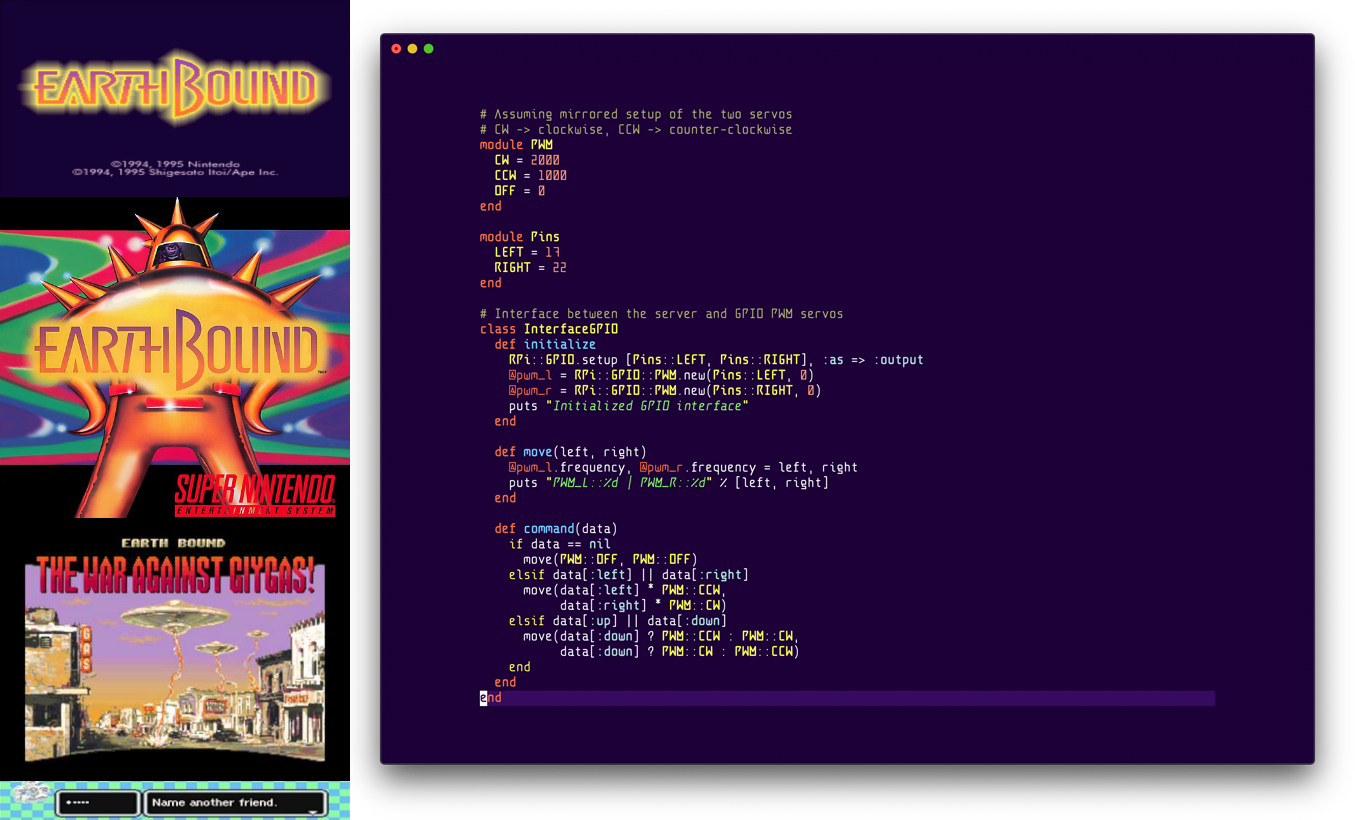 EARTHBOUND
©1994, 1995 Nintendo
©1994, 1995 Shigesato Itoi/Ape Inc.
EARTHBOUND
SUPER NINTENDO
ENTERTAINMENT SYSTEM
EARTH BOUND
THE WAR AGAINST GIYGAS!
GAS
•----
Name another friend.
# Assuming mirrored setup of the two servos
# CW -> clockwise, CCW -> counter-clockwise
module PWM
  CW = 2000
  CCW = 1000
  OFF = 0
end

module Pins
  LEFT = 17
  RIGHT = 22
end

# Interface between the server and GPIO PWM servos
class InterfaceGPIO
  def initialize
    RPi::GPIO.setup [Pins::LEFT, Pins::RIGHT], :as => :output
    @pwm_l = RPi::GPIO::PWM.new(Pins::LEFT, 0)
    @pwm_r = RPi::GPIO::PWM.new(Pins::RIGHT, 0)
    puts "Initialized GPIO interface"
  end

  def move(left, right)
    @pwm_l.frequency, @pwm_r.frequency = left, right
    puts "PWM_L::%d | PWM_R::%d" % [left, right]
  end

  def command(data)
    if data == nil
      move(PWM::OFF, PWM::OFF)
    elsif data[:left] || data[:right]
      move(data[:left] * PWM::CCW,
           data[:right] * PWM::CW)
    elsif data[:up] || data[:down]
      move(data[:down] ? PWM::CCW : PWM::CW,
           data[:down] ? PWM::CW : PWM::CCW)
    end
  end
end